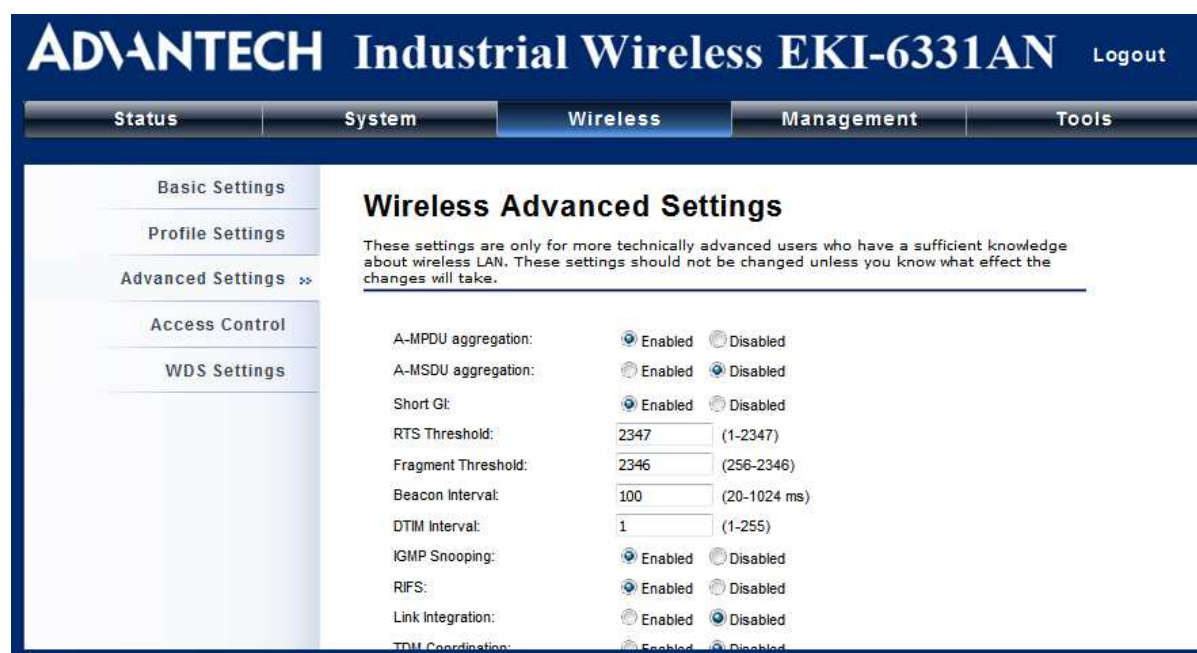 ADVANTECH Industrial Wireless EKI-6331AN Logout
Status System Wireless Management Tools
Basic Settings
Profile Settings
Advanced Settings »
Access Control
WDS Settings
Wireless Advanced Settings
These settings are only for more technically advanced users who have a sufficient knowledge
about wireless LAN. These settings should not be changed unless you know what effect the
changes will take.
A-MPDU aggregation: Enabled Disabled
A-MSDU aggregation: Enabled Disabled
Short GI: Enabled Disabled
RTS Threshold: 2347 (1-2347)
Fragment Threshold: 2346 (256-2346)
Beacon Interval: 100 (20-1024 ms)
DTIM Interval: 1 (1-255)
IGMP Snooping: Enabled Disabled
RIFS: Enabled Disabled
Link Integration: Enabled Disabled
TDM Coordination: Enabled Disabled